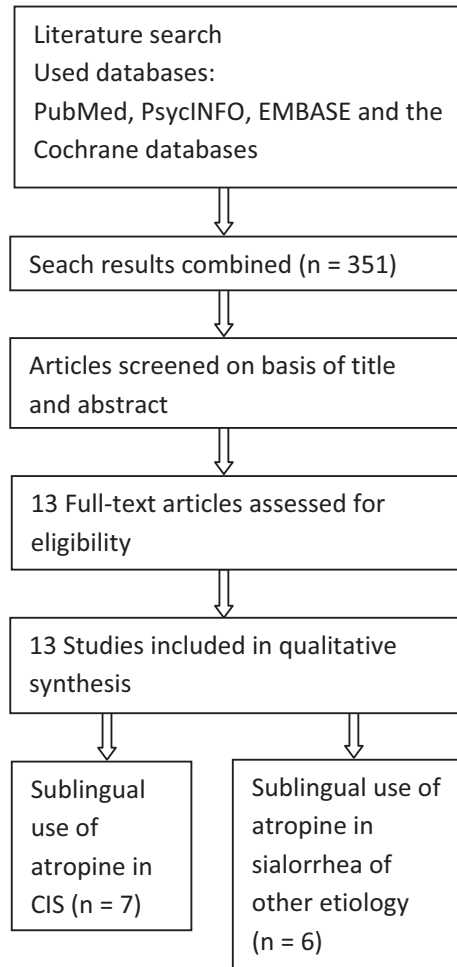 Literature search
Used databases:
PubMed, PsycINFO, EMBASE and the
Cochrane databases
Seach results combined (n = 351)
Articles screened on basis of title
and abstract
13 Full-text articles assessed for
eligibility
13 Studies included in qualitative
synthesis
Sublingual
use of
atropine in
CIS (n = 7)
Sublingual use of
atropine in
sialorrhea of
other etiology
(n = 6)